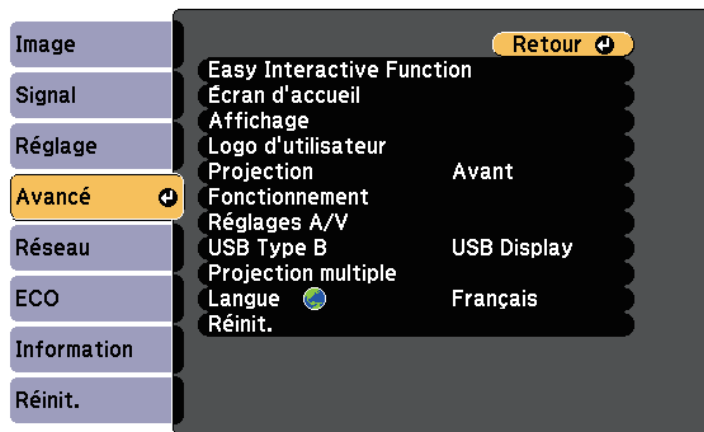 Image
Signal
Réglage
Avancé
Réseau
ECO
Information
Réinit.
Retour
Easy Interactive Function
Écran d'accueil
Affichage
Logo d'utilisateur
Projection Avant
Fonctionnement
Réglages A/V
USB Type B USB Display
Projection multiple
Langue Français
Réinit.